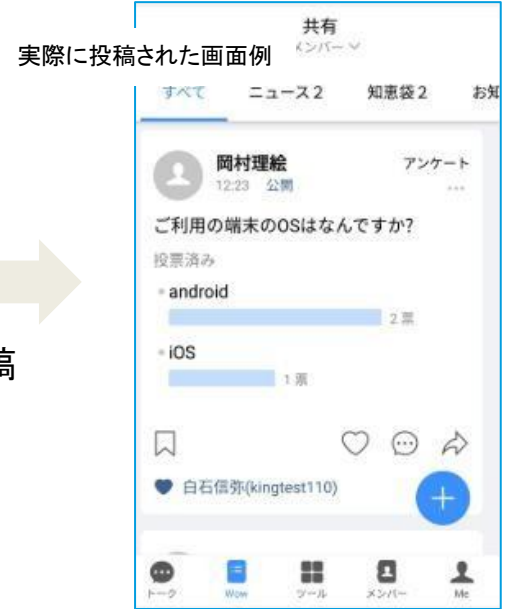 共有
実際に投稿された画面例
メンバー
すべて ニュース2 知恵袋2 お知
岡村理絵 アンケート
12:23 公開
ご利用の端末のOSはなんですか?
投票済み
android
2 票
iOS
1 票
稿
白石信弥(kingtest110)
トーク Wow ツール メンバー Me